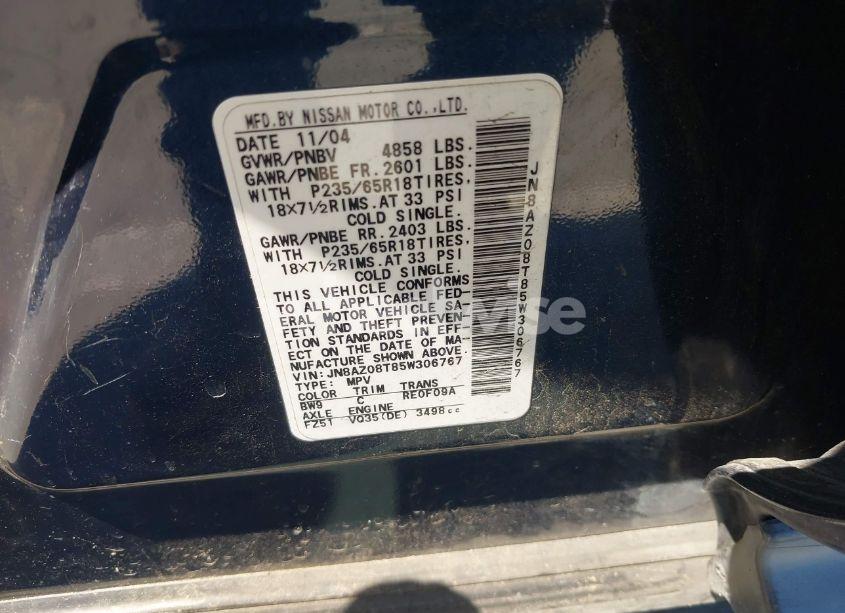 MFD.BY NISSAN MOTOR CO.,LTD.
DATE 11/04
GVWR/PNBV 4858 LBS.
GAWR/PNBE FR. 2601 LBS.
WITH P235/65R18TIRES,
18X7½RIMS.AT 33 PSI
COLD SINGLE.
GAWR/PNBE RR. 2403 LBS.
WITH P235/65R18TIRES,
18X7½RIMS.AT 33 PSI
COLD SINGLE.
THIS VEHICLE CONFORMS
TO ALL APPLICABLE FED-
ERAL MOTOR VEHICLE SA-
FETY AND THEFT PREVEN-
TION STANDARDS IN EFF-
ECT ON THE DATE OF MA-
NUFACTURE SHOWN ABOVE.
VIN: JN8AZ08T85W306767
TYPE: MPV
COLOR TRIM TRANS
BW9 C RE0F09A
AXLE ENGINE
FZ51 VQ35(DE) 3498cc
JN8AZ08T85W306767